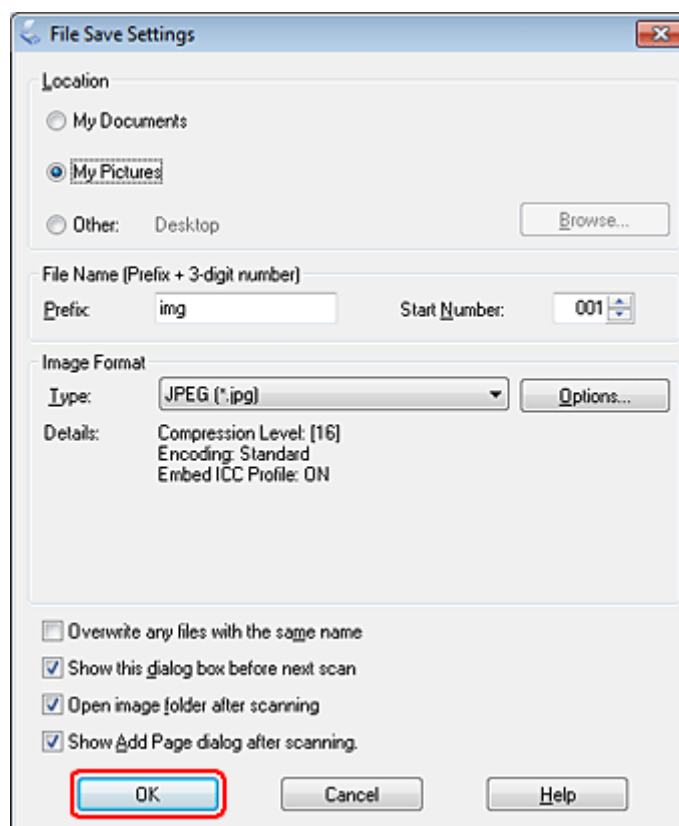 File Save Settings
Location
My Documents
My Pictures
Other: Desktop Browse...
File Name (Prefix + 3-digit number)
Prefix: img Start Number: 001
Image Format
Type: JPEG (*.jpg) Options...
Details: Compression Level: [16]
Encoding: Standard
Embed ICC Profile: ON
Overwrite any files with the same name
Show this dialog box before next scan
Open image folder after scanning
Show Add Page dialog after scanning.
OK Cancel Help